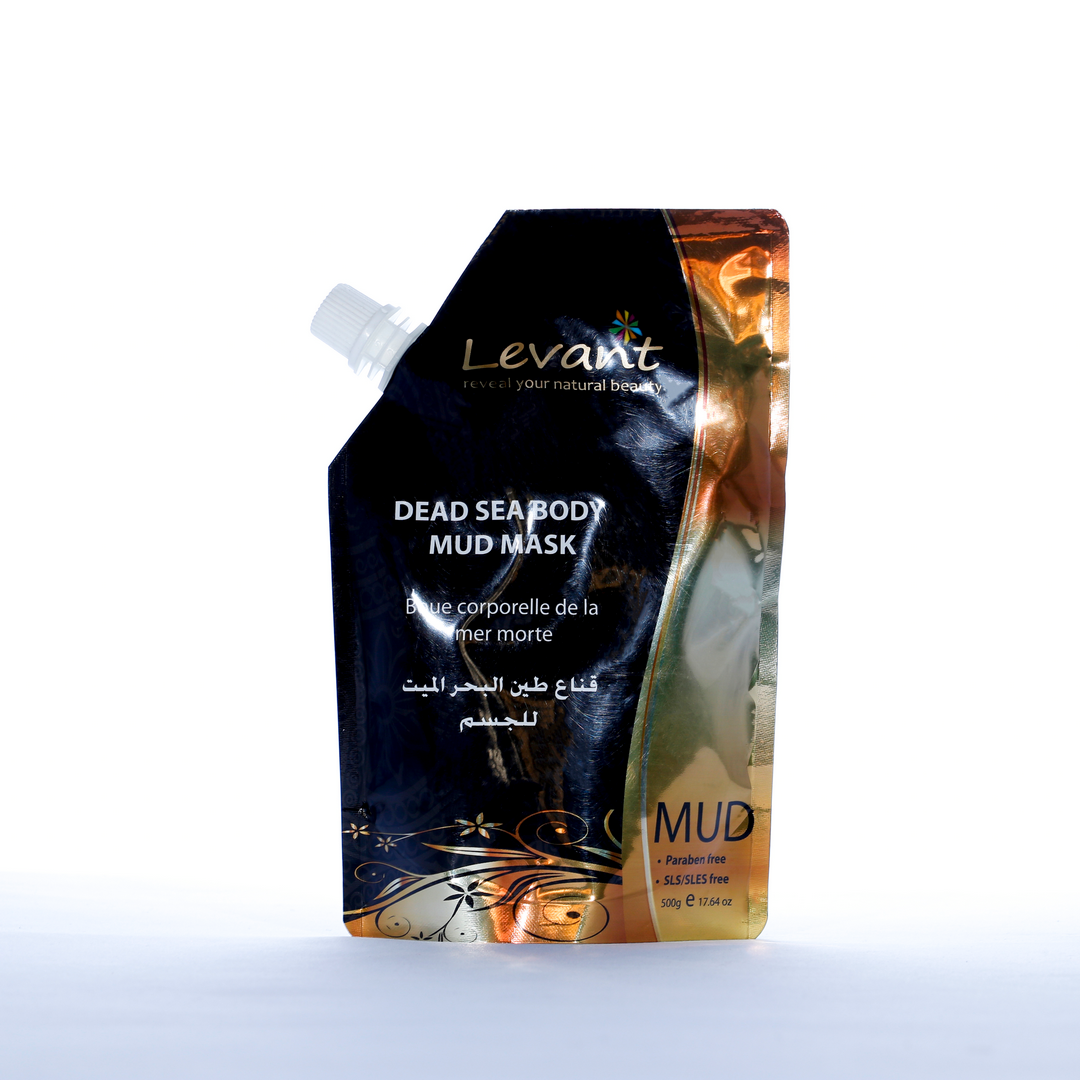 Levant
reveal your natural beauty
DEAD SEA BODY
MUD MASK
Boue corporelle de la
mer morte
قناع طين البحر الميت
للجسم
MUD
• Paraben free
• SLS/SLES free
500g e 17.64 oz